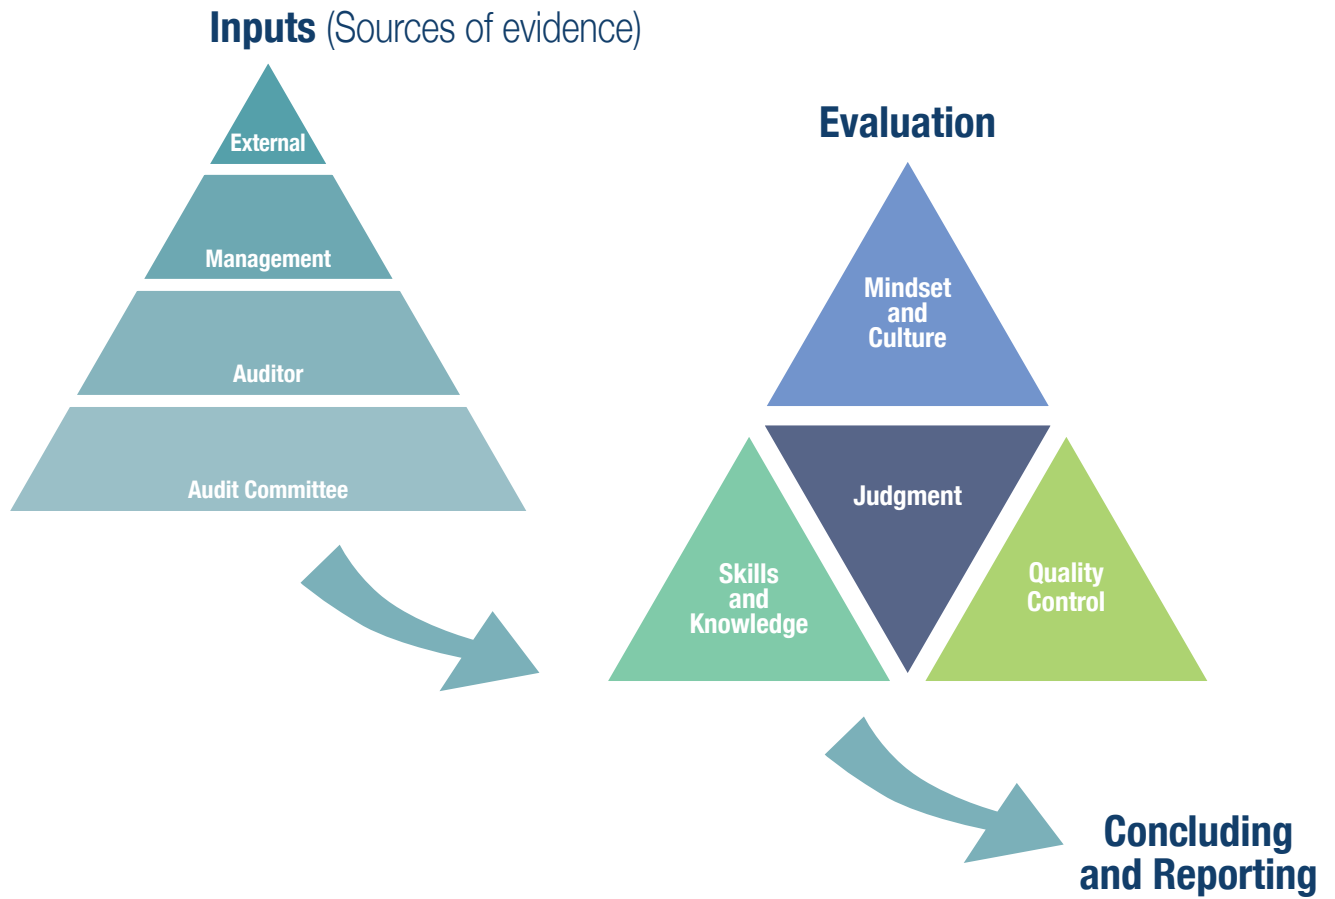 Inputs (Sources of evidence)
External
Management
Auditor
Audit Committee
Evaluation
Mindset
and
Culture
Judgment
Skills
and
Knowledge
Quality
Control
Concluding
and Reporting